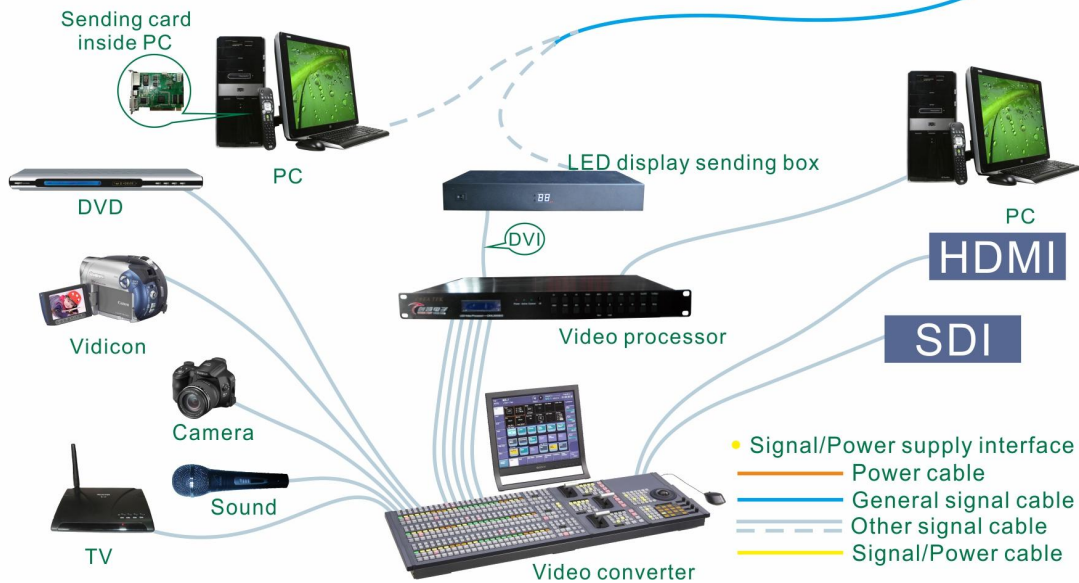 Sending card
inside PC
PC
LED display sending box
DVD
PC
DVI
HDMI
Vidicon
Video processor
SDI
Camera
Signal/Power supply interface
Power cable
Sound
General signal cable
Other signal cable
TV
Signal/Power cable
Video converter